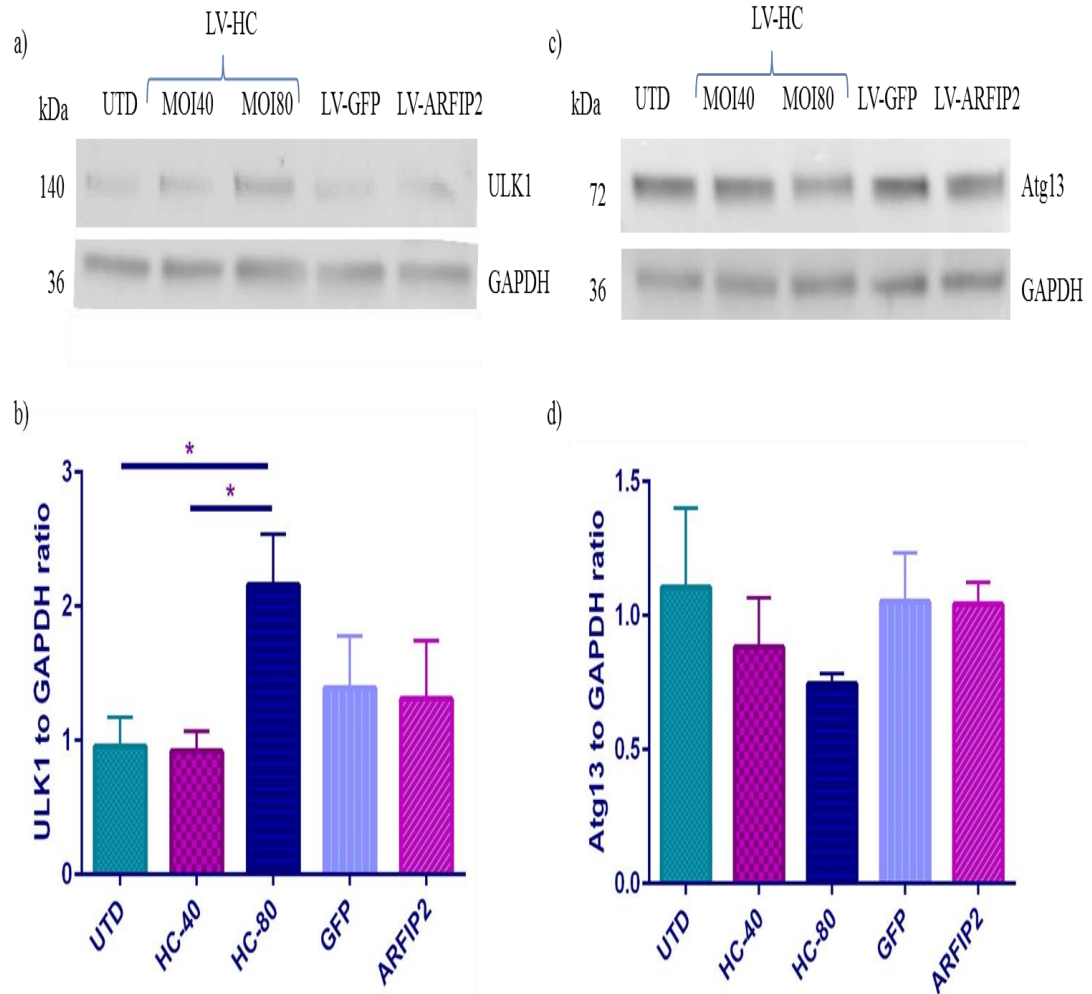 a)
LV-HC
kDa UTD MOI40 MOI80 LV-GFP LV-ARFIP2
140 ULK1
36 GAPDH
c)
LV-HC
kDa UTD MOI40 MOI80 LV-GFP LV-ARFIP2
72 Atg13
36 GAPDH
b)
*
*
ULK1 to GAPDH ratio
3
2
1
0
UTD HC-40 HC-80 GFP ARFIP2
d)
Atg13 to GAPDH ratio
1.5
1.0
0.5
0.0
UTD HC-40 HC-80 GFP ARFIP2